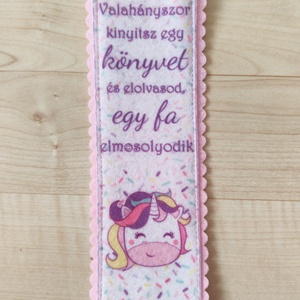 Valahányszor
kinyitsz egy
könyvet
és elolvasod,
egy fa
elmosolyodik